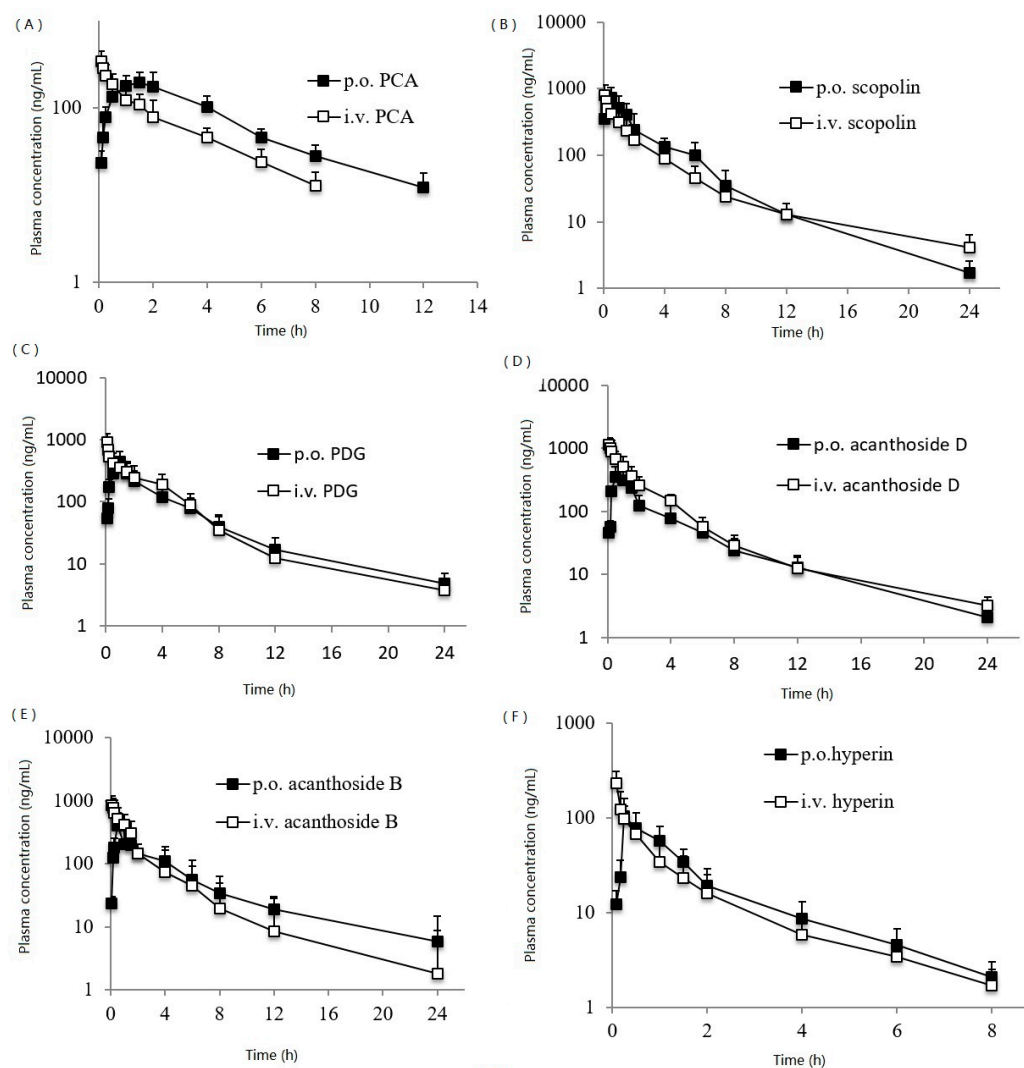 ( A )
Plasma concentration (ng/mL)
100
1
p.o. PCA
i.v. PCA
0 2 4 6 8 10 12 14
Time (h)
( B )
Plasma concentration (ng/mL)
10000
1000
100
10
1
p.o. scopolin
i.v. scopolin
0 4 8 12 16 20 24
Time (h)
( C )
Plasma concentration (ng/mL)
10000
1000
100
10
1
p.o. PDG
i.v. PDG
0 4 8 12 16 20 24
Time (h)
( D )
Plasma concentration (ng/mL)
10000
1000
100
10
1
p.o. acanthoside D
i.v. acanthoside D
0 4 8 12 16 20 24
Time (h)
( E )
Plasma concentration (ng/mL)
10000
1000
100
10
1
p.o. acanthoside B
i.v. acanthoside B
0 4 8 12 16 20 24
Time (h)
( F )
Plasma concentration (ng/mL)
1000
100
10
1
p.o.hyperin
i.v. hyperin
0 2 4 6 8
Time (h)